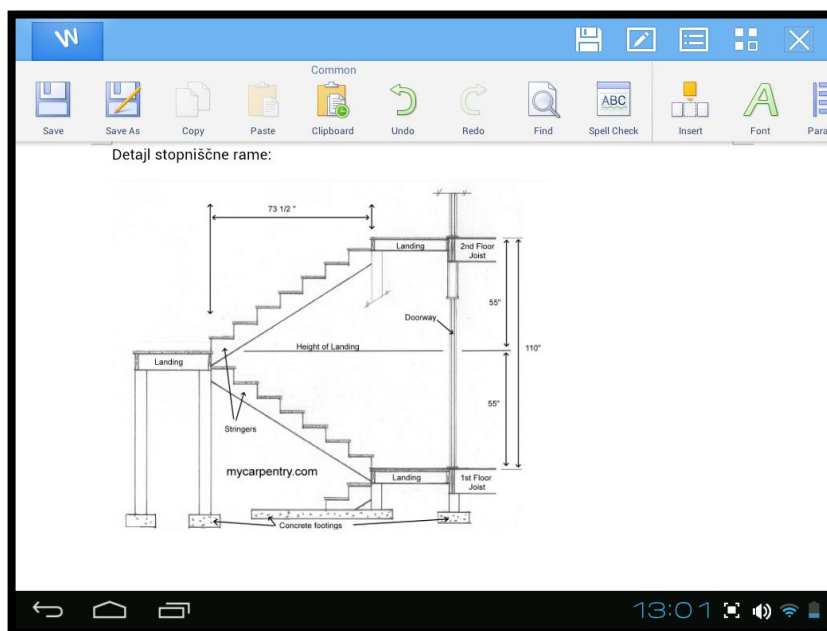 W
Common
Save
Save As
Copy
Paste
Clipboard
Undo
Redo
Find
ABC
Spell Check
Insert
A
Font
Para
Detajl stopniščne rame:
73 1/2 "
Landing
2nd Floor
Joist
55"
Doorway
Height of Landing
110"
Landing
55"
Stringers
mycarpentry.com
Landing
1st Floor
Joist
Concrete footings
13:01